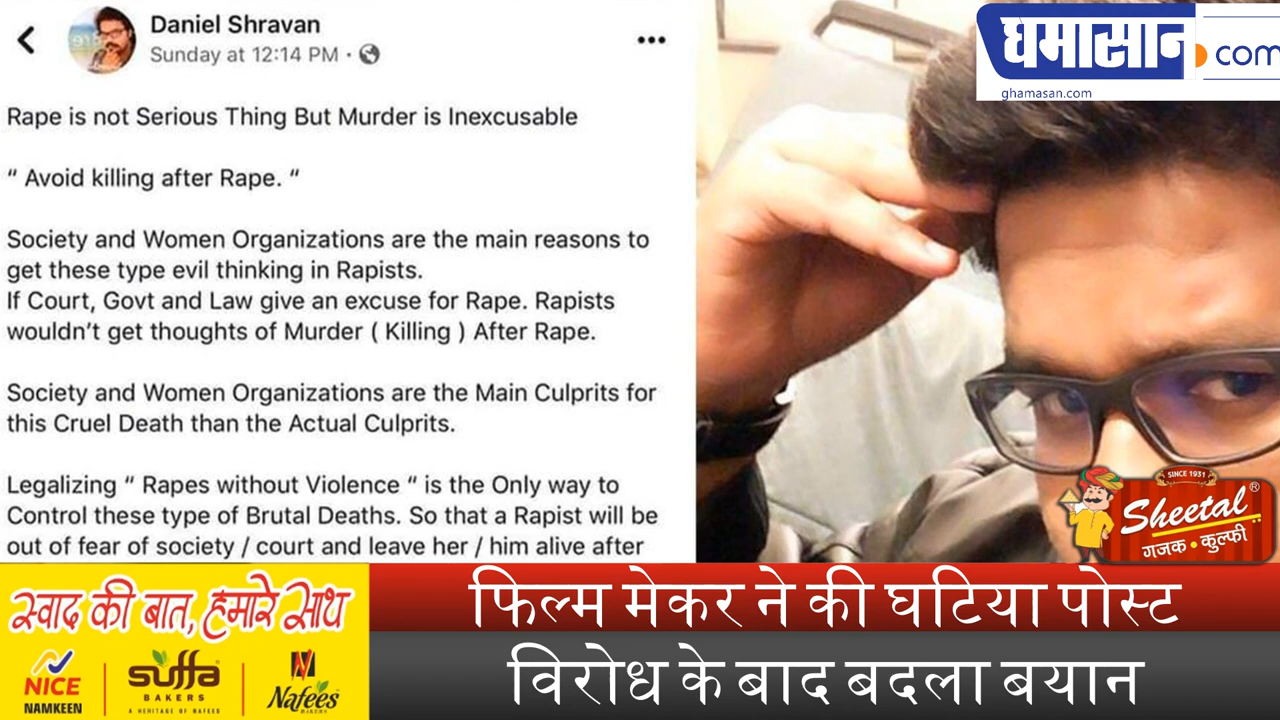 Daniel Shravan
Sunday at 12:14 PM ·
Rape is not Serious Thing But Murder is Inexcusable
“ Avoid killing after Rape. “
Society and Women Organizations are the main reasons to
get these type evil thinking in Rapists.
If Court, Govt and Law give an excuse for Rape. Rapists
wouldn’t get thoughts of Murder ( Killing ) After Rape.
Society and Women Organizations are the Main Culprits for
this Cruel Death than the Actual Culprits.
Legalizing “ Rapes without Violence “ is the Only way to
Control these type of Brutal Deaths. So that a Rapist will be
out of fear of society / court and leave her / him alive after
घमासान com
ghamasan.com
SINCE 1931
Sheetal®
गजक • कुल्फी
स्वाद की बात, हमारे साथ
NICE
NAMKEEN
suffa
BAKERS
A HERITAGE OF NAFEES
Nafees
BAKERS
फिल्म मेकर ने की घटिया पोस्ट
विरोध के बाद बदला बयान